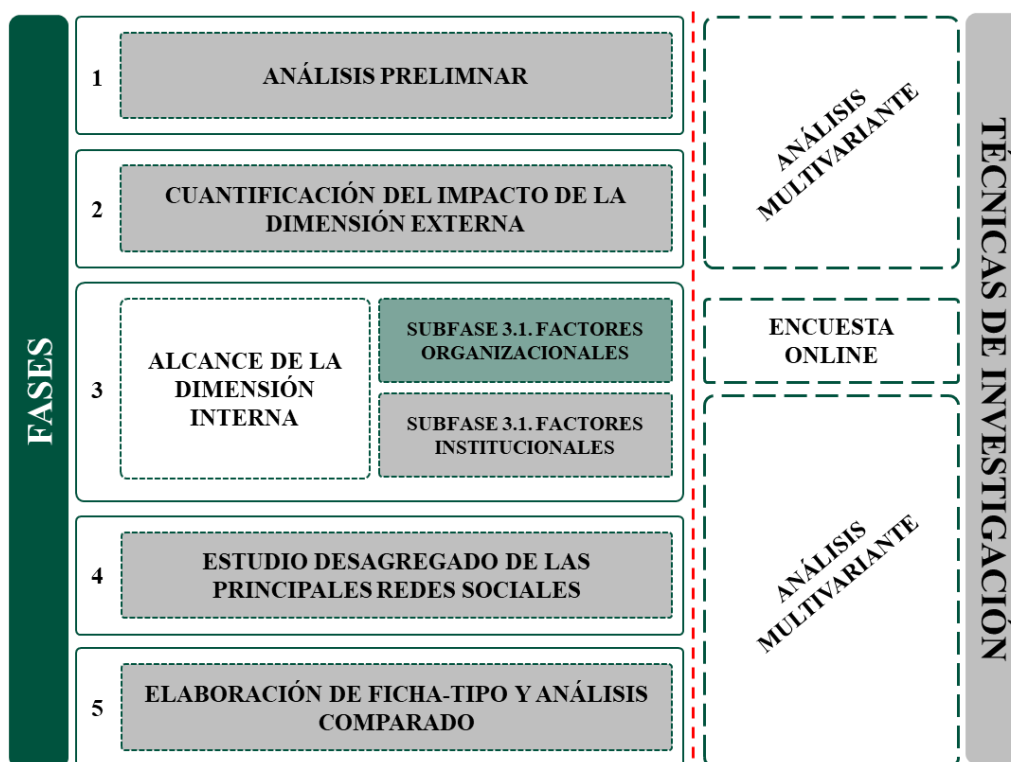 FASES
1
ANÁLISIS PRELIMNAR
2
CUANTIFICACIÓN DEL IMPACTO DE LA
DIMENSIÓN EXTERNA
3
ALCANCE DE LA
DIMENSIÓN
INTERNA
SUBFASE 3.1. FACTORES
ORGANIZACIONALES
SUBFASE 3.1. FACTORES
INSTITUCIONALES
4
ESTUDIO DESAGREGADO DE LAS
PRINCIPALES REDES SOCIALES
5
ELABORACIÓN DE FICHA-TIPO Y ANÁLISIS
COMPARADO
ANÁLISIS
MULTIVARIANTE
ENCUESTA
ONLINE
ANÁLISIS
MULTIVARIANTE
TÉCNICAS DE INVESTIGACIÓN